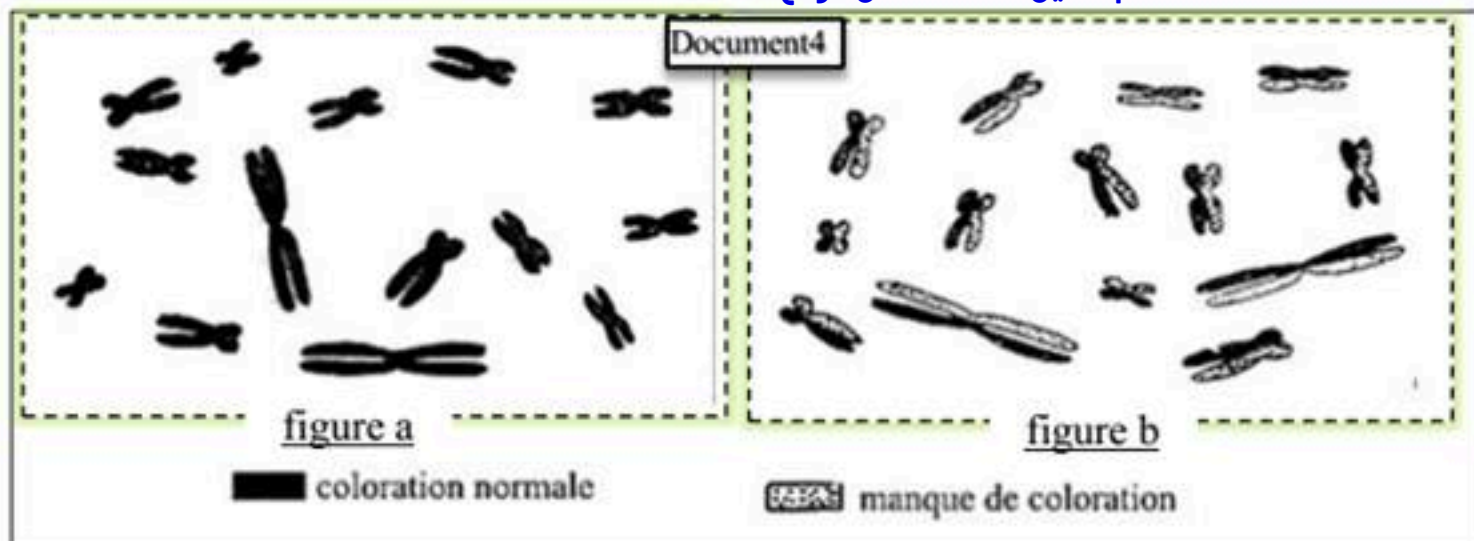 Document4
figure a
figure b
coloration normale
manque de coloration